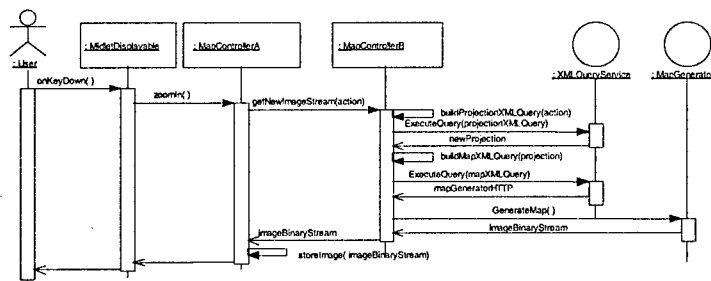 : MidletDisplayable
: MapControllerA
: MapControllerB
: User
: XMLQueryService
: MapGenerato
onKeyDown( )
zoomIn( )
getNewImageStream(action)
buildProjectionXMLQuery(action)
ExecuteQuery(projectionXMLQuery)
newProjection
buildMapXMLQuery(projection)
ExecuteQuery(mapXMLQuery)
mapGeneratorHTTP
GenerateMap( )
ImageBinaryStream
ImageBinaryStream
storeImage( imageBinaryStream)